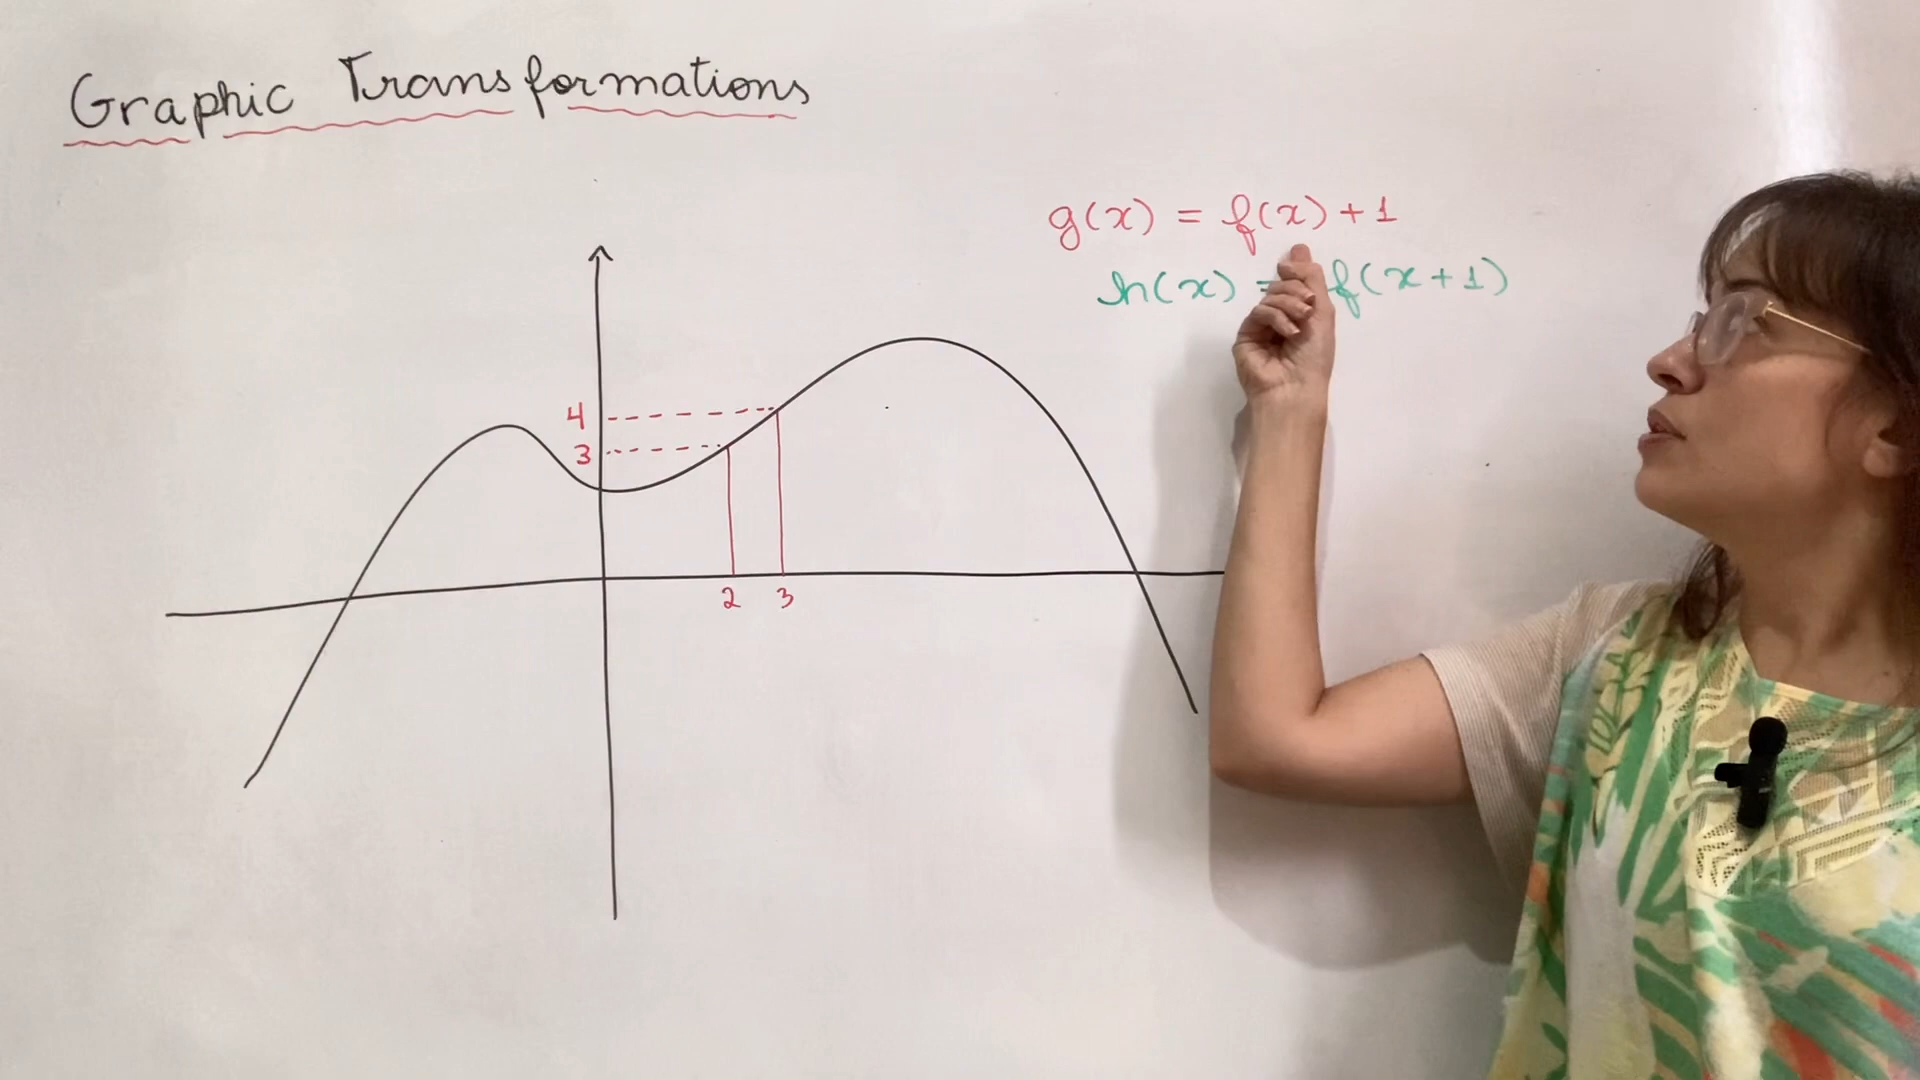 Graphic Transformations
g(x) = f(x) + 1
h(x) = f(x + 1)
4
3
2 3